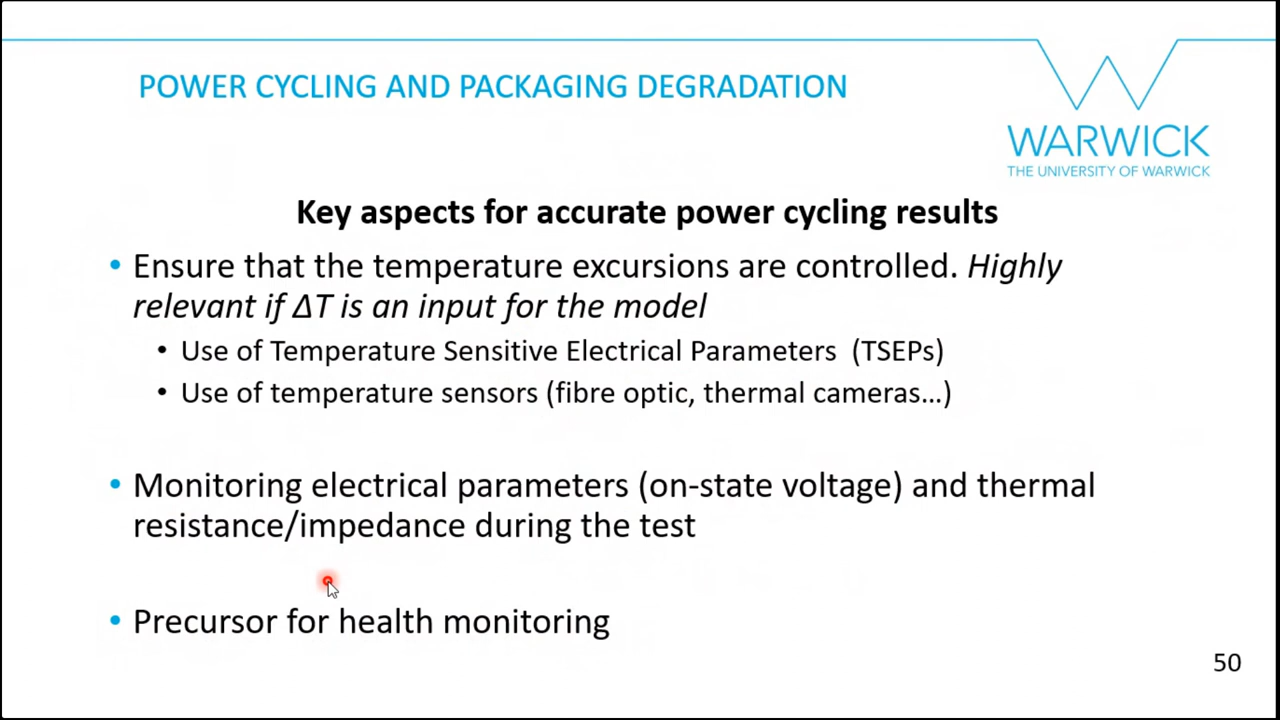 POWER CYCLING AND PACKAGING DEGRADATION
WARWICK
THE UNIVERSITY OF WARWICK
Key aspects for accurate power cycling results
• Ensure that the temperature excursions are controlled. Highly
relevant if ΔT is an input for the model
• Use of Temperature Sensitive Electrical Parameters (TSEPs)
• Use of temperature sensors (fibre optic, thermal cameras...)
• Monitoring electrical parameters (on-state voltage) and thermal
resistance/impedance during the test
• Precursor for health monitoring
50